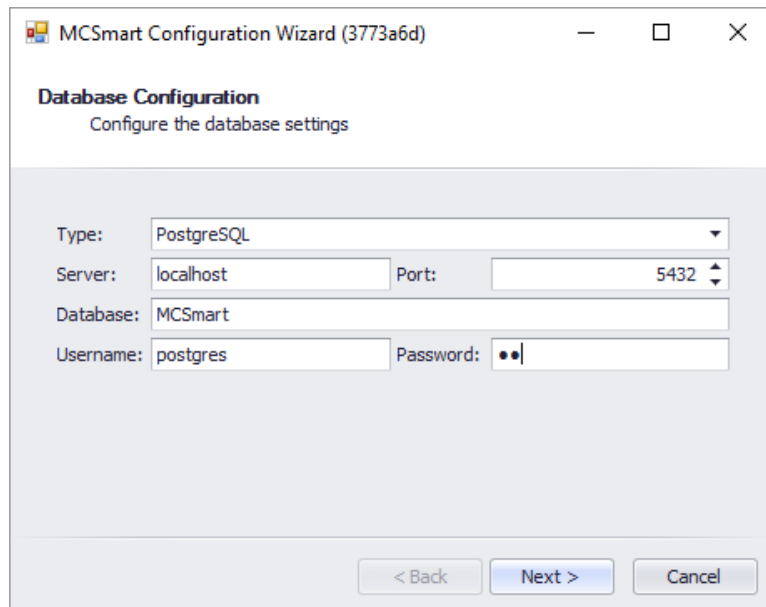 MCSmart Configuration Wizard (3773a6d)
Database Configuration
Configure the database settings
Type: PostgreSQL
Server: localhost Port: 5432
Database: MCSmart
Username: postgres Password: ●●
< Back Next > Cancel